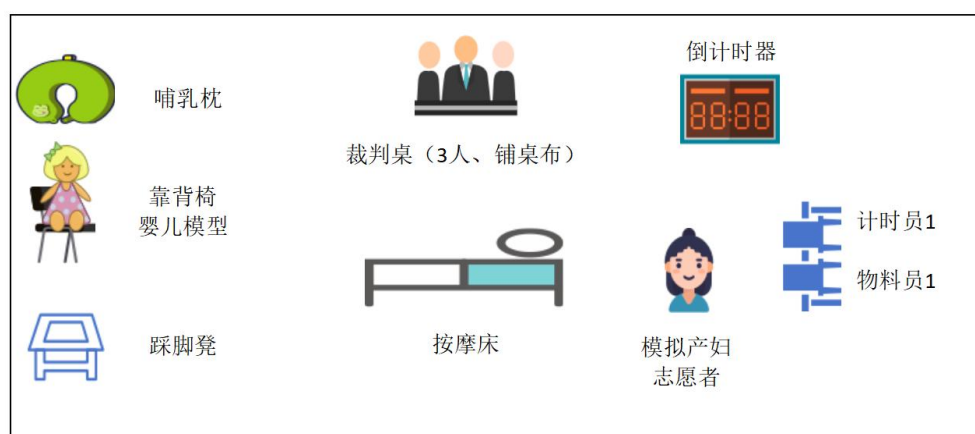 倒计时器
88:88
哺乳枕
裁判桌（3人、铺桌布）
靠背椅
婴儿模型
计时员1
物料员1
踩脚凳
按摩床
模拟产妇
志愿者